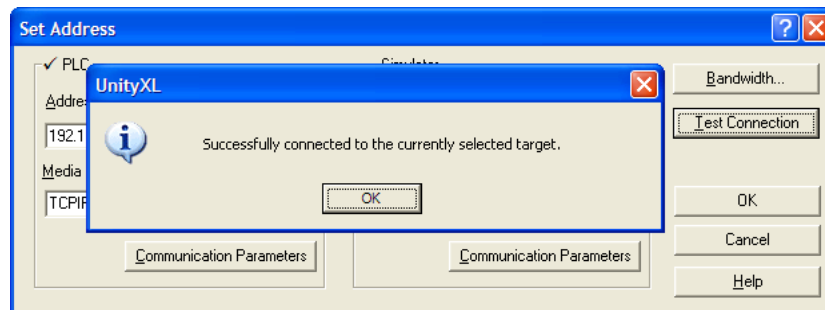 Set Address
PLC
Simulator
UnityXL
Bandwidth...
Address
192.1
Successfully connected to the currently selected target.
Test Connection
Media
TCPIP
OK
OK
Cancel
Communication Parameters
Communication Parameters
Help